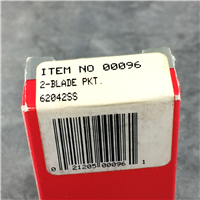 ITEM NO 00096
2-BLADE PKT.
62042SS
0 21205 00096 1